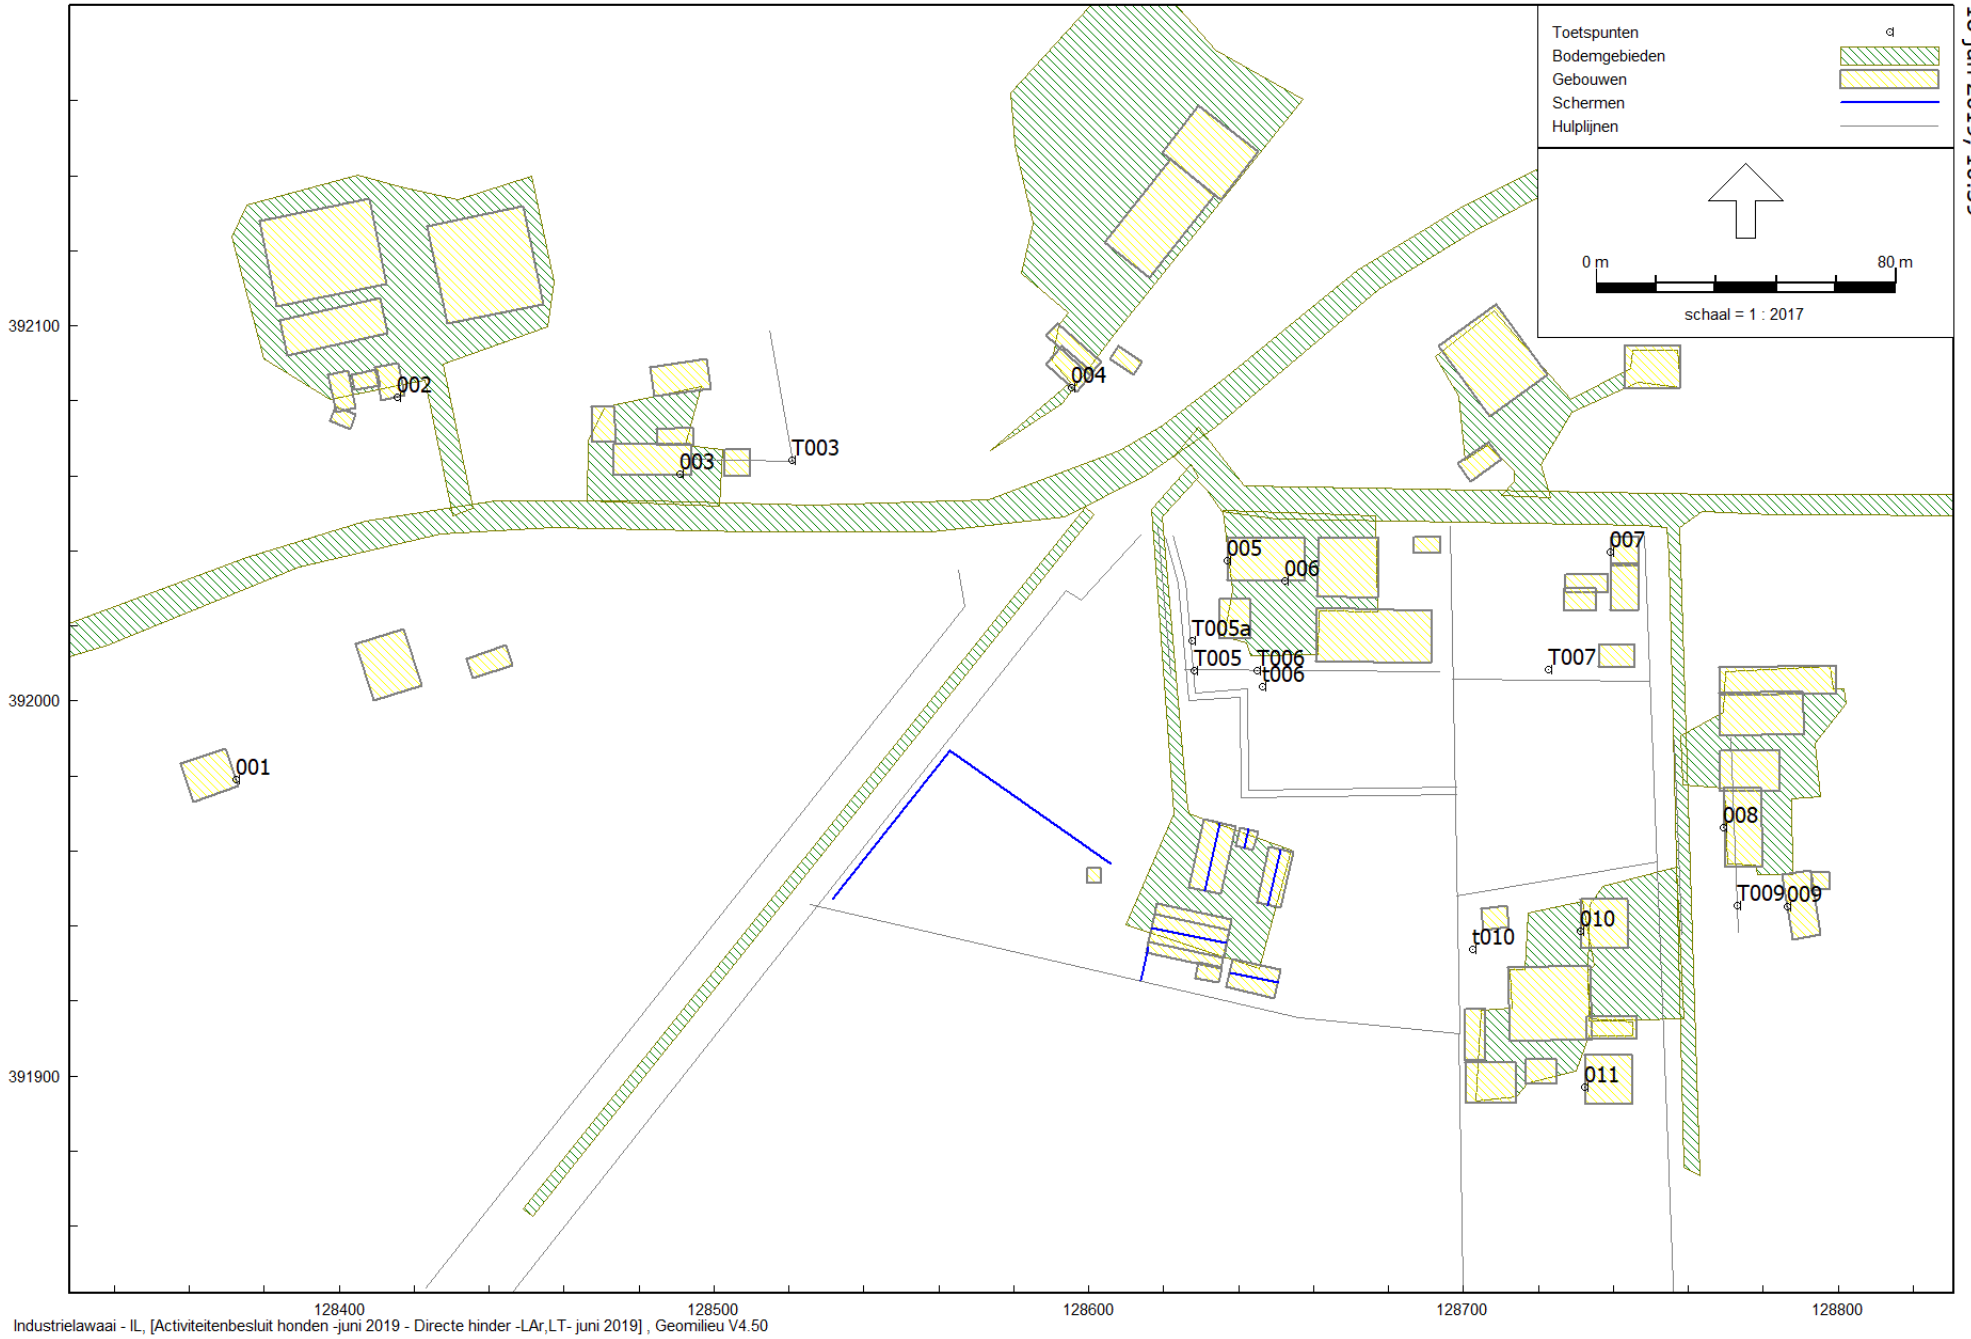 Toetspunten
Bodemgebieden
Gebouwen
Schermen
Hulplijnen
0 m 80 m
schaal = 1 : 2017
392100
392000
391900
002
003
T003
004
005
006
007
T005a
T005
T006
t006
T007
001
008
T009
009
010
t010
011
128400 128500 128600 128700 128800
Industrielawaai - IL, [Activiteitenbesluit honden -juni 2019 - Directe hinder -LAr,LT- juni 2019] , Geomilieu V4.50